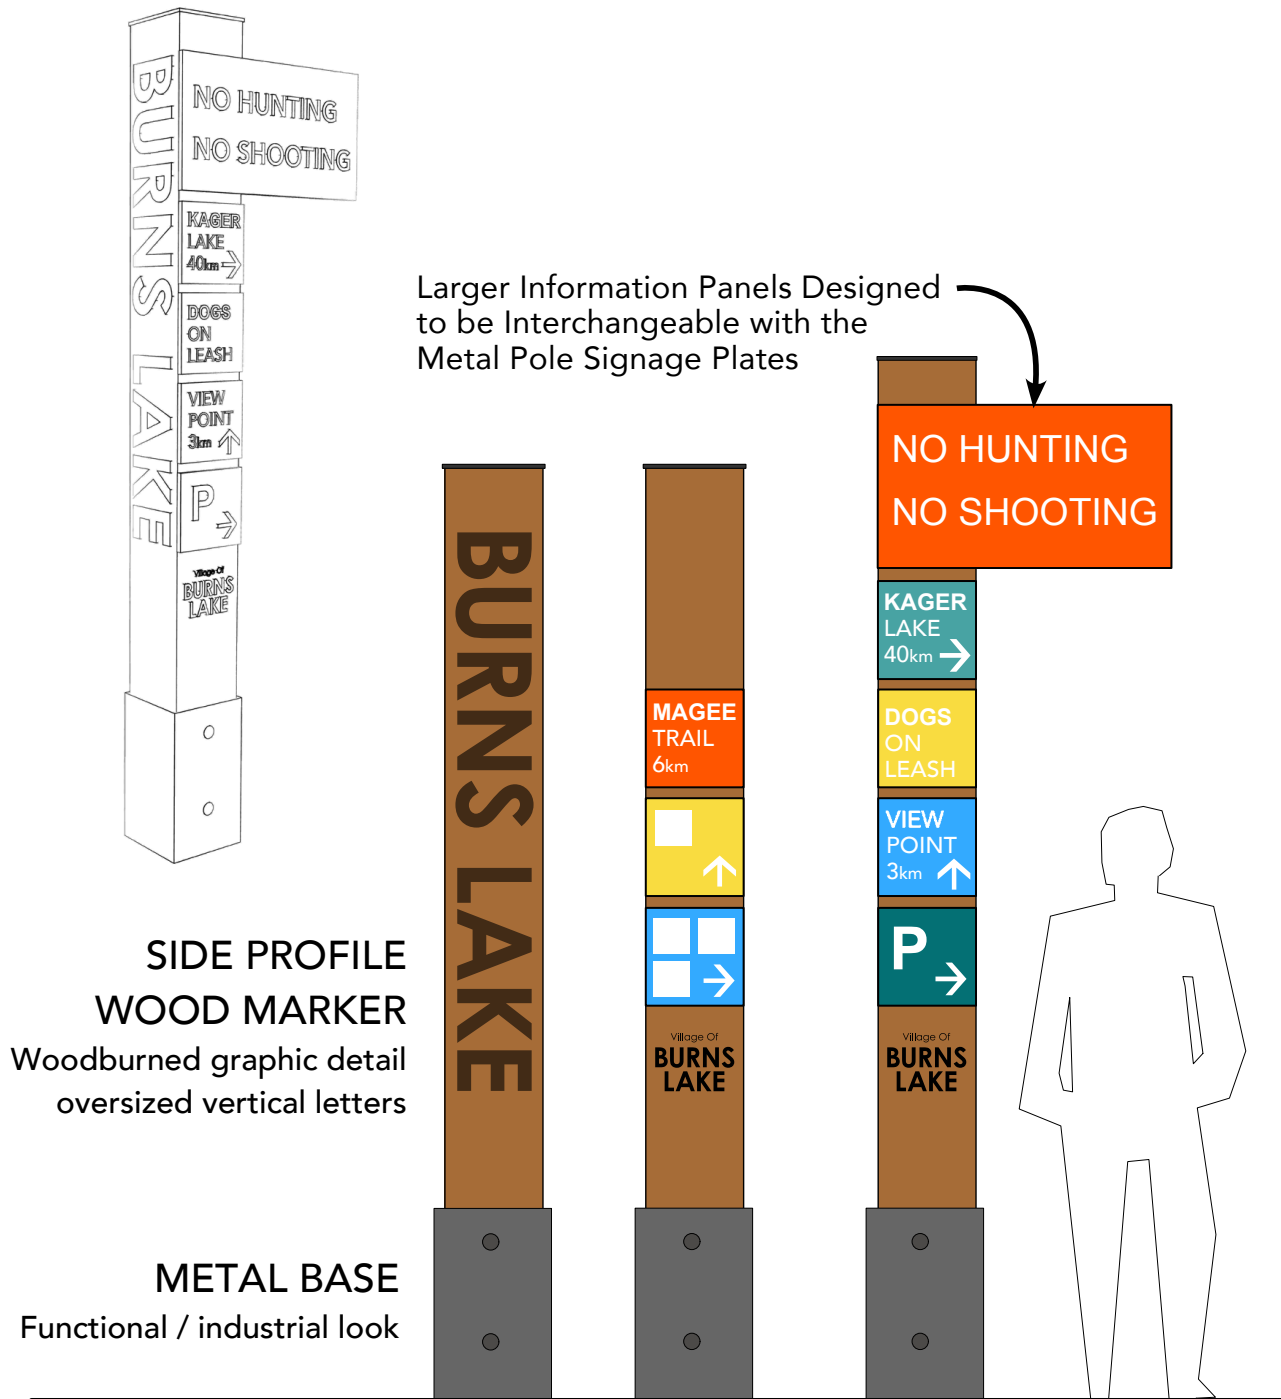 BURNS LAKE
NO HUNTING
NO SHOOTING
KAGER
LAKE
40km
DOGS
ON
LEASH
VIEW
POINT
3km
P
Village Of
BURNS
LAKE
Larger Information Panels Designed
to be Interchangeable with the
Metal Pole Signage Plates
BURNS LAKE
MAGEE
TRAIL
6km
Village Of
BURNS
LAKE
NO HUNTING
NO SHOOTING
KAGER
LAKE
40km
DOGS
ON
LEASH
VIEW
POINT
3km
P
Village Of
BURNS
LAKE
SIDE PROFILE
WOOD MARKER
Woodburned graphic detail
oversized vertical letters
METAL BASE
Functional / industrial look